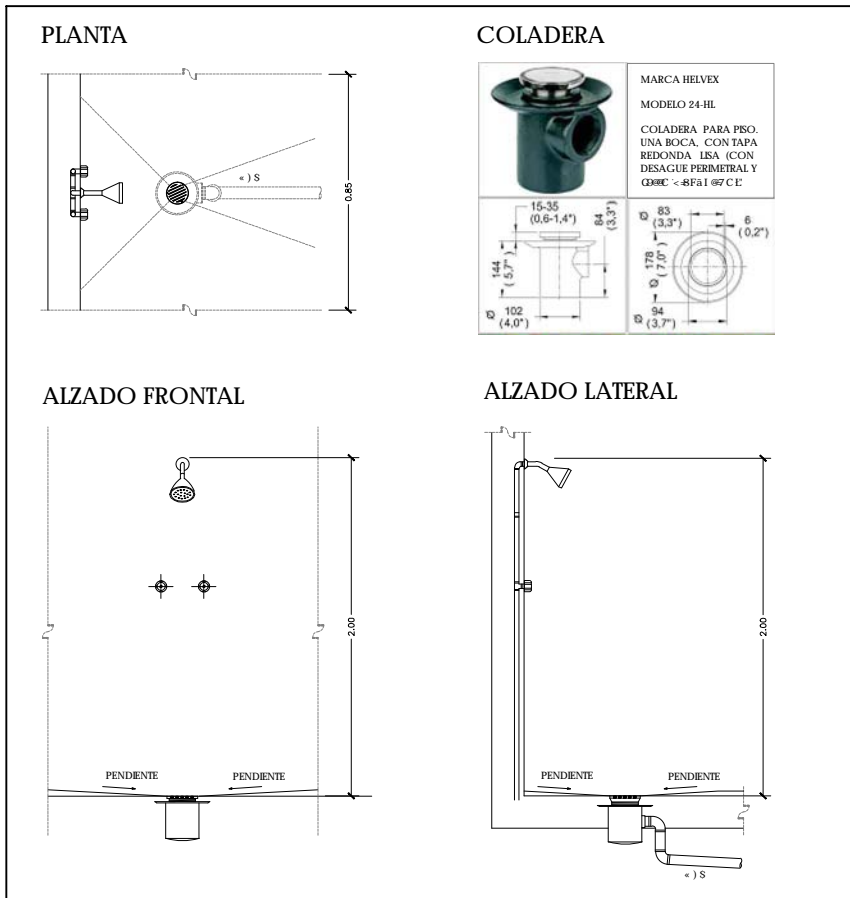 PLANTA
0.85
« ) S
COLADERA
MARCA HELVEX
MODELO 24-HL
COLADERA PARA PISO.
UNA BOCA, CON TAPA
REDONDA LISA (CON
DESAGUE PERIMETRAL Y
15-35
(0,6-1,4")
84
(3,3")
144
(5,7")
Ø 102
(4,0")
Ø 83
(3,3")
6
(0,2")
Ø 178
(7,0")
Ø 94
(3,7")
ALZADO FRONTAL
2.00
PENDIENTE PENDIENTE
ALZADO LATERAL
2.00
PENDIENTE PENDIENTE
« ) S